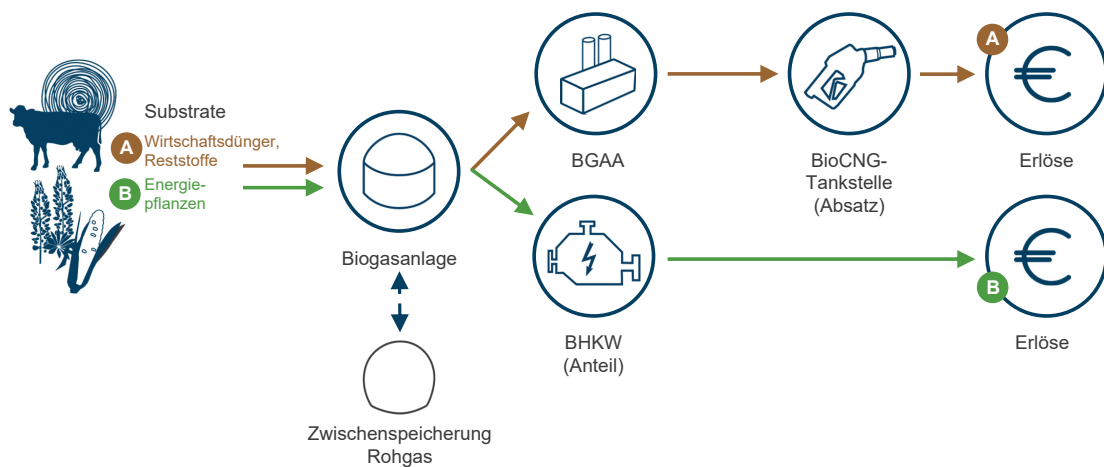 Substrate
A Wirtschaftsdünger,
Reststoffe
B Energie-
pflanzen
Biogasanlage
Zwischenspeicherung
Rohgas
BGAA
BHKW
(Anteil)
BioCNG-
Tankstelle
(Absatz)
A
Erlöse
B
Erlöse